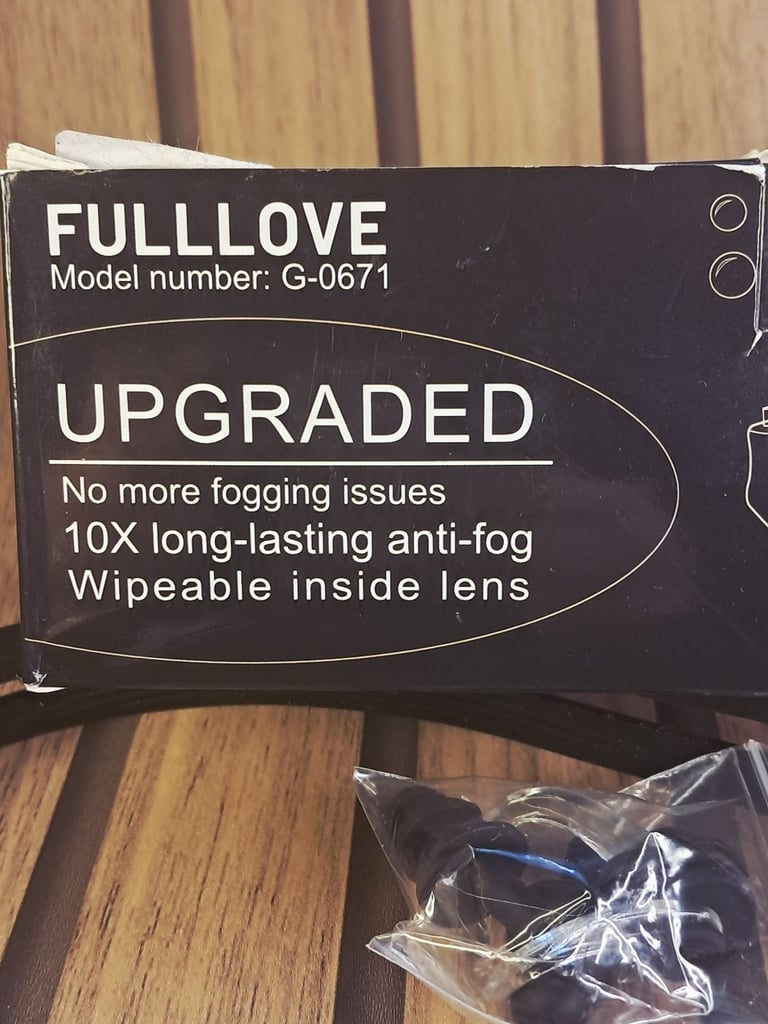 FULLLOVE
Model number: G-0671
UPGRADED
No more fogging issues
10X long-lasting anti-fog
Wipeable inside lens